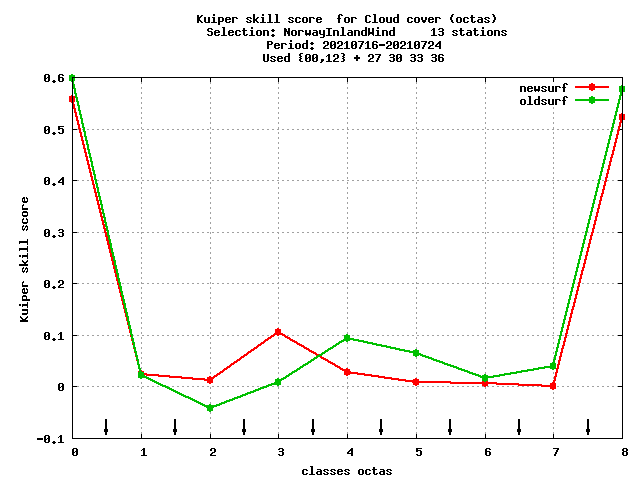 Kuiper skill score  for Cloud cover (octas)
Selection: NorwayInlandWind     13 stations
Period: 20210716-20210724
Used {00,12} + 27 30 33 36
newsurf
oldsurf
0.6
0.5
0.4
0.3
0.2
0.1
0
-0.1
Kuiper skill score
0 1 2 3 4 5 6 7 8
classes octas